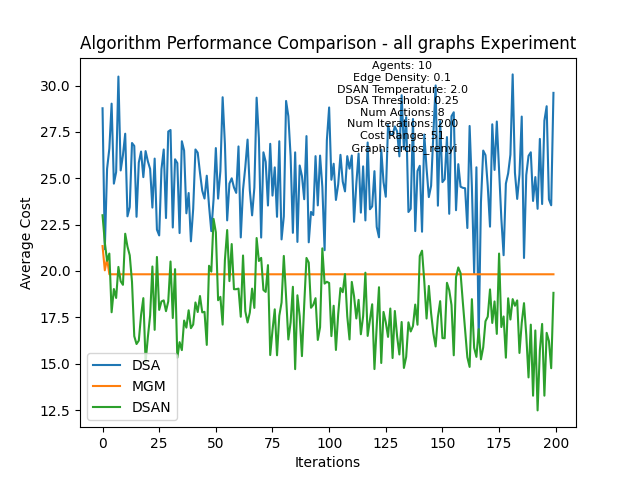 Algorithm Performance Comparison - all graphs Experiment
Agents: 10
Edge Density: 0.1
DSAN Temperature: 2.0
DSA Threshold: 0.25
Num Actions: 8
Num Iterations: 200
Cost Range: 51
Graph: erdos_renyi
Average Cost
30.0
27.5
25.0
22.5
20.0
17.5
15.0
12.5
DSA
MGM
DSAN
0 25 50 75 100 125 150 175 200
Iterations